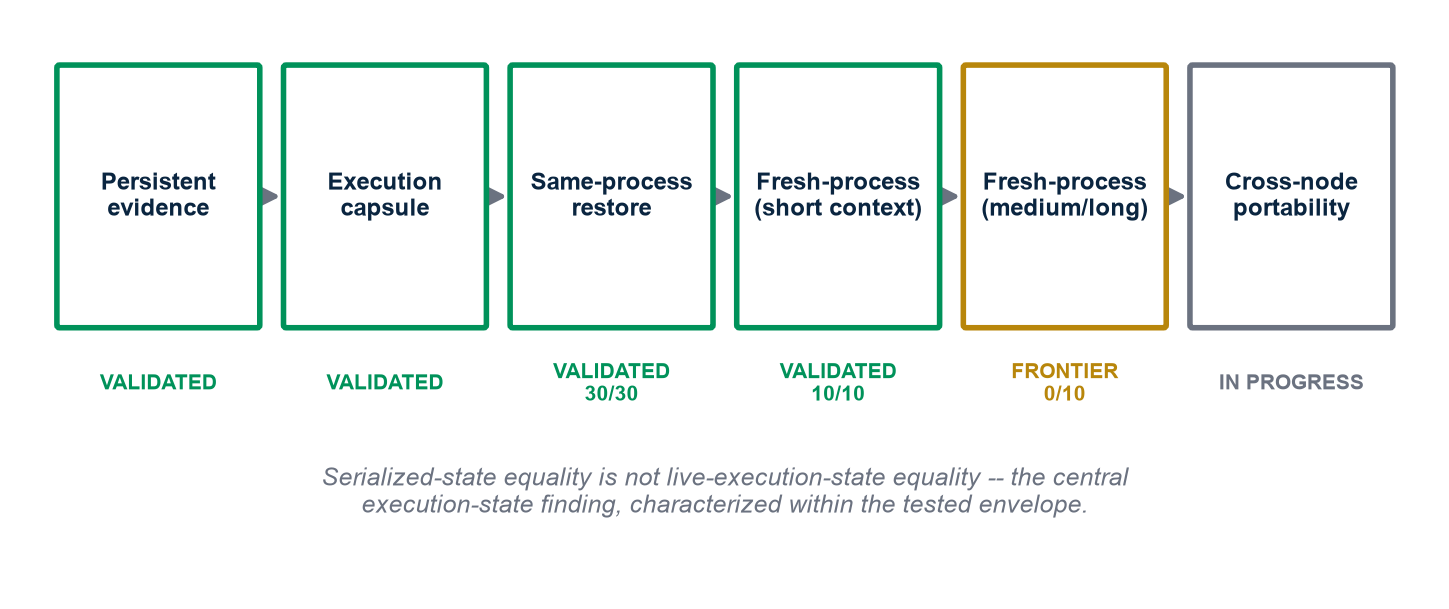 Persistent
evidence
Execution
capsule
Same-process
restore
Fresh-process
(short context)
Fresh-process
(medium/long)
Cross-node
portability
VALIDATED
VALIDATED
VALIDATED
30/30
VALIDATED
10/10
FRONTIER
0/10
IN PROGRESS
Serialized-state equality is not live-execution-state equality -- the central
execution-state finding, characterized within the tested envelope.